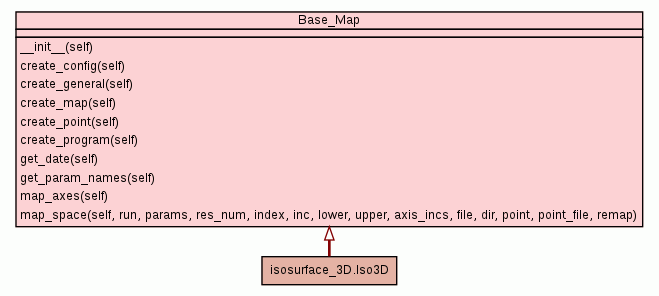 Base_Map
__init__(self)
create_config(self)
create_general(self)
create_map(self)
create_point(self)
create_program(self)
get_date(self)
get_param_names(self)
map_axes(self)
map_space(self, run, params, res_num, index, inc, lower, upper, axis_incs, file, dir, point, point_file, remap)
isosurface_3D.Iso3D